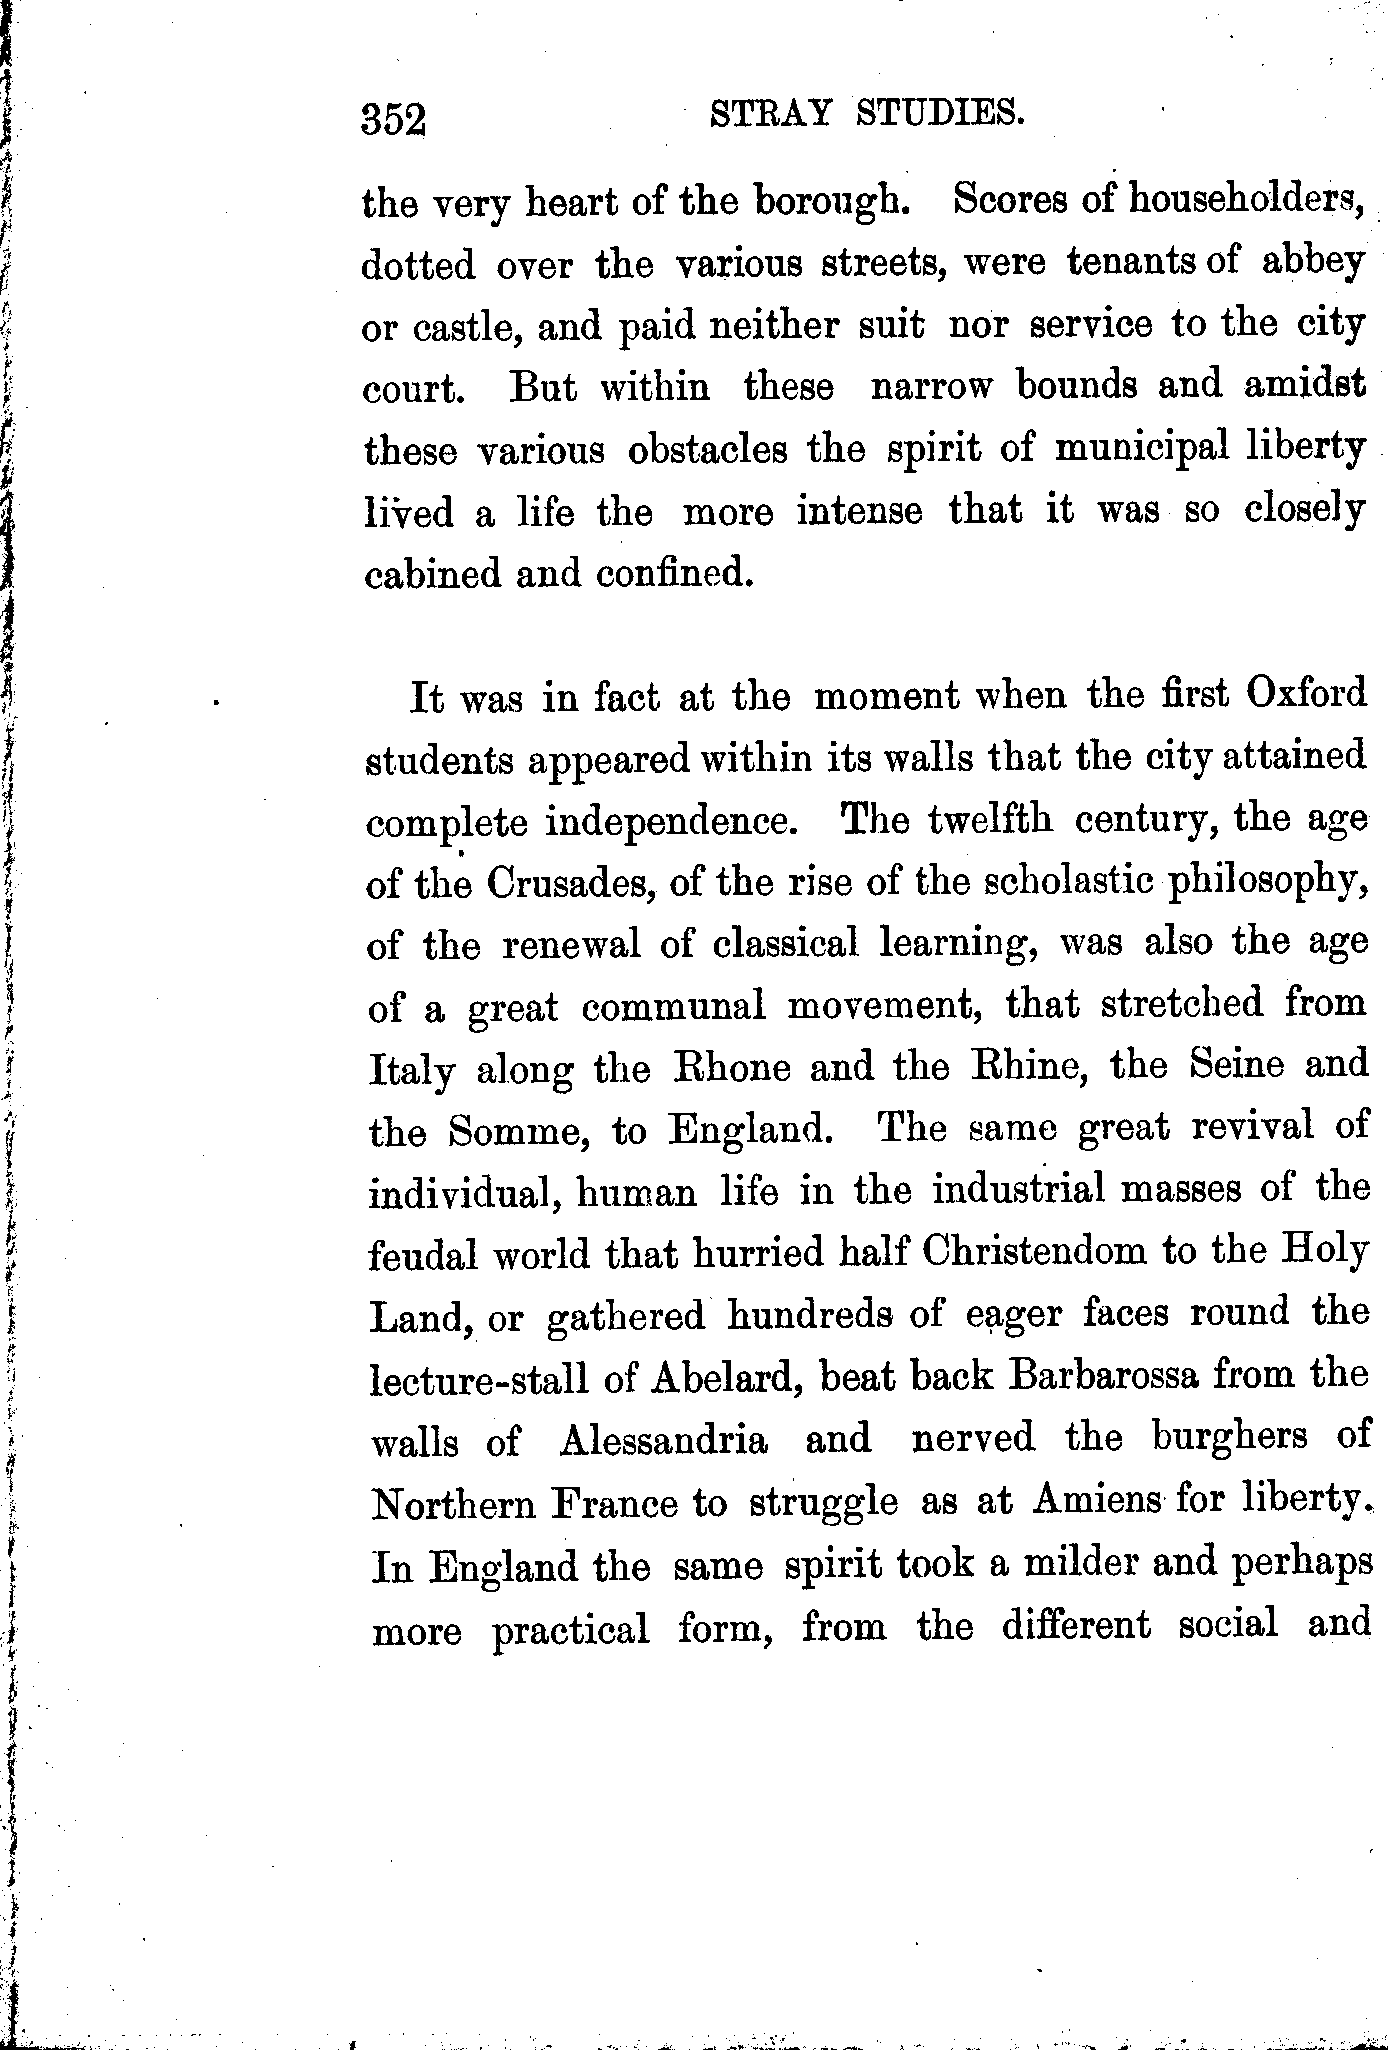 352 STRAY STUDIES.
the very heart of the borough. Scores of householders,
dotted over the various streets, were tenants of abbey
or castle, and paid neither suit nor service to the city
court. But within these narrow bounds and amidst
these various obstacles the spirit of municipal liberty
lived a life the more intense that it was so closely
cabined and confined.
It was in fact at the moment when the first Oxford
students appeared within its walls that the city attained
complete independence. The twelfth century, the age
of the Crusades, of the rise of the scholastic philosophy,
of the renewal of classical learning, was also the age
of a great communal movement, that stretched from
Italy along the Rhone and the Rhine, the Seine and
the Somme, to England. The same great revival of
individual, human life in the industrial masses of the
feudal world that hurried half Christendom to the Holy
Land, or gathered hundreds of eager faces round the
lecture-stall of Abelard, beat back Barbarossa from the
walls of Alessandria and nerved the burghers of
Northern France to struggle as at Amiens for liberty.
In England the same spirit took a milder and perhaps
more practical form, from the different social and